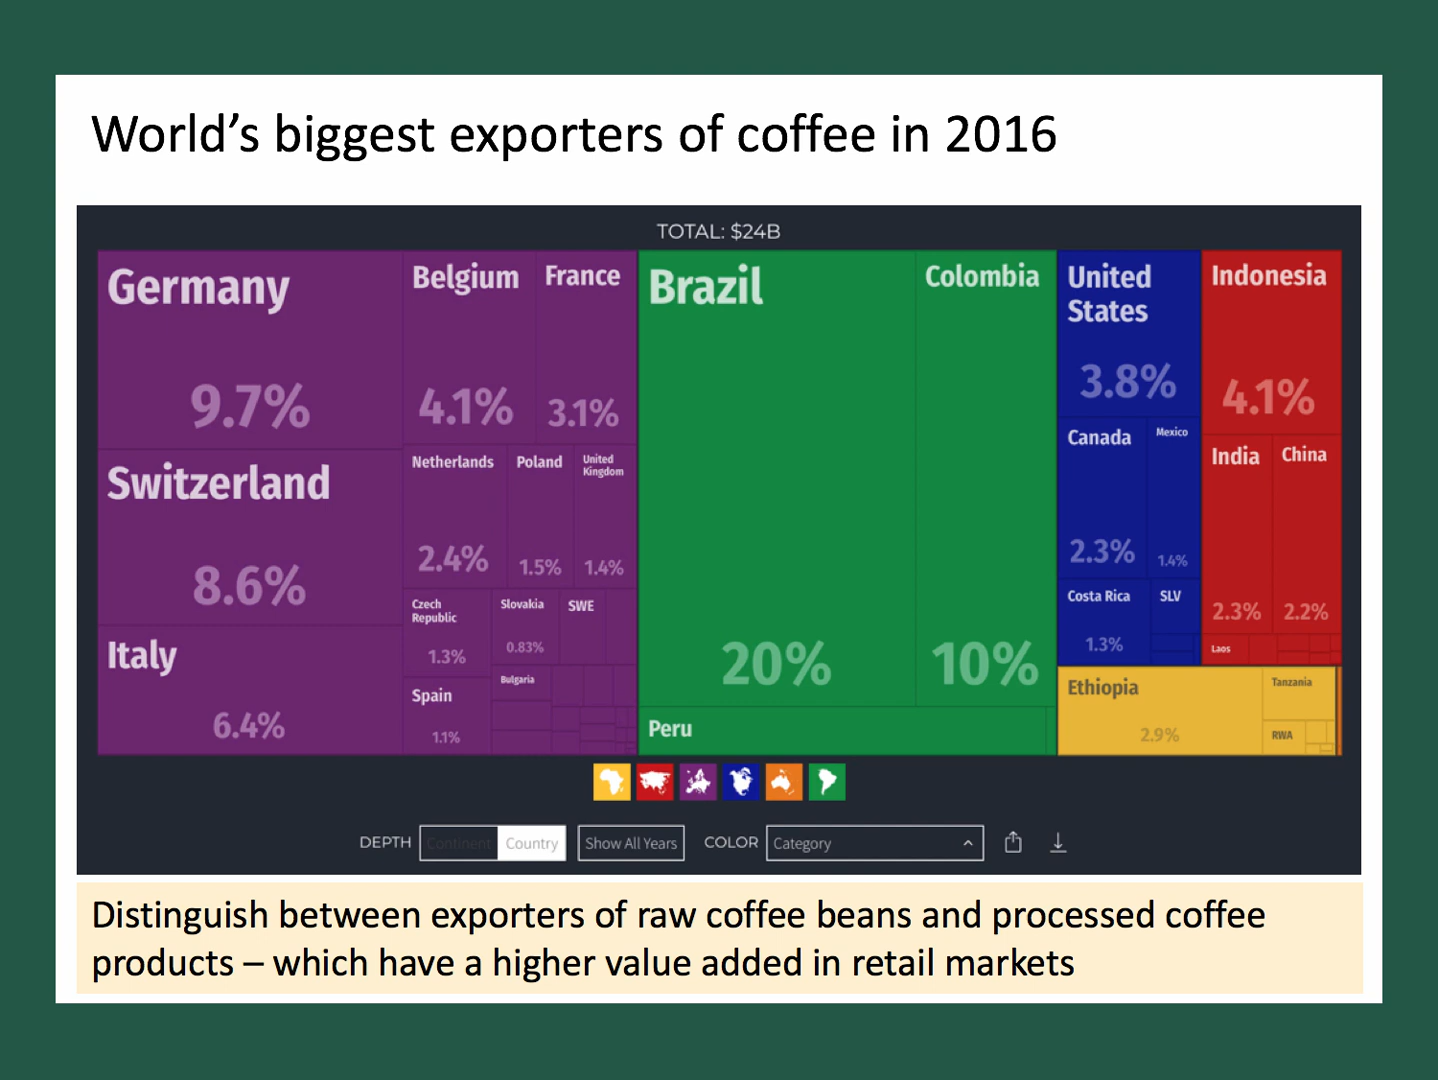 World's biggest exporters of coffee in 2016
TOTAL: $24B
Germany
9.7%
Switzerland
8.6%
Italy
6.4%
Belgium
4.1%
France
3.1%
Netherlands
2.4%
Poland
1.5%
United
Kingdom
1.4%
Czech
Republic
1.3%
Slovakia
0.83%
SWE
Spain
1.1%
Bulgaria
Brazil
20%
Colombia
10%
Peru
United
States
3.8%
Canada
2.3%
Mexico
1.4%
Costa Rica
1.3%
SLV
Indonesia
4.1%
India
2.3%
China
2.2%
Laos
Ethiopia
2.9%
Tanzania
RWA
DEPTH Continent Country Show All Years COLOR Category
Distinguish between exporters of raw coffee beans and processed coffee
products – which have a higher value added in retail markets